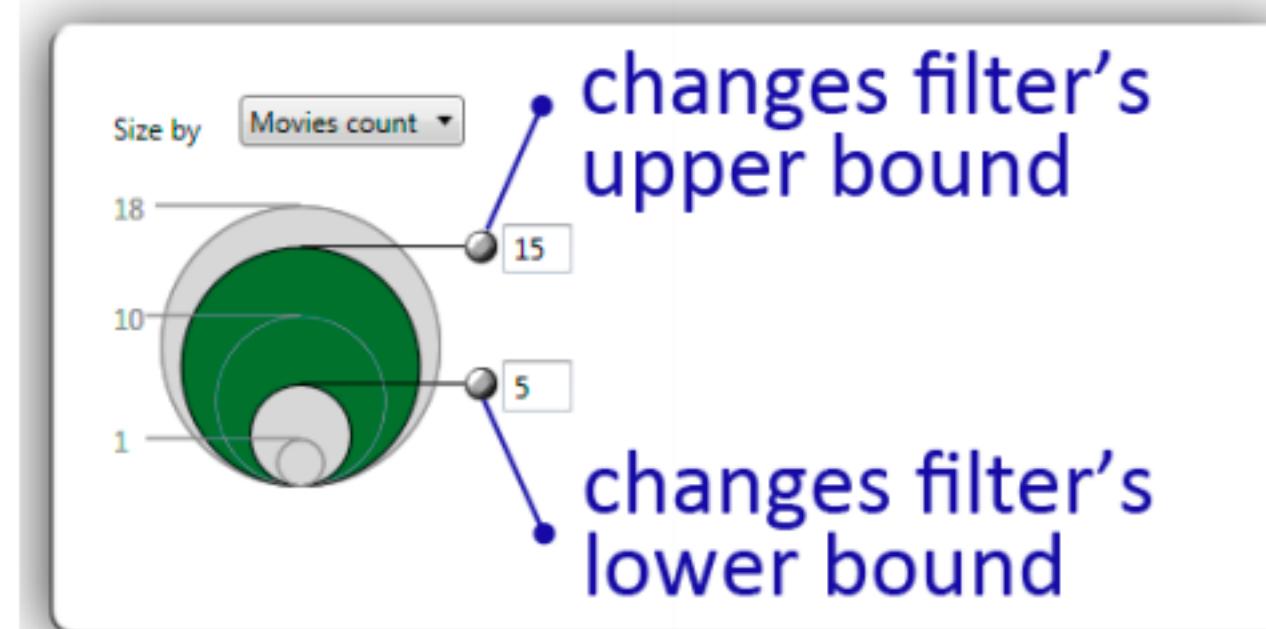 changes filter’s
upper bound
Size by Movies count
18
15
10
5
1
changes filter’s
lower bound